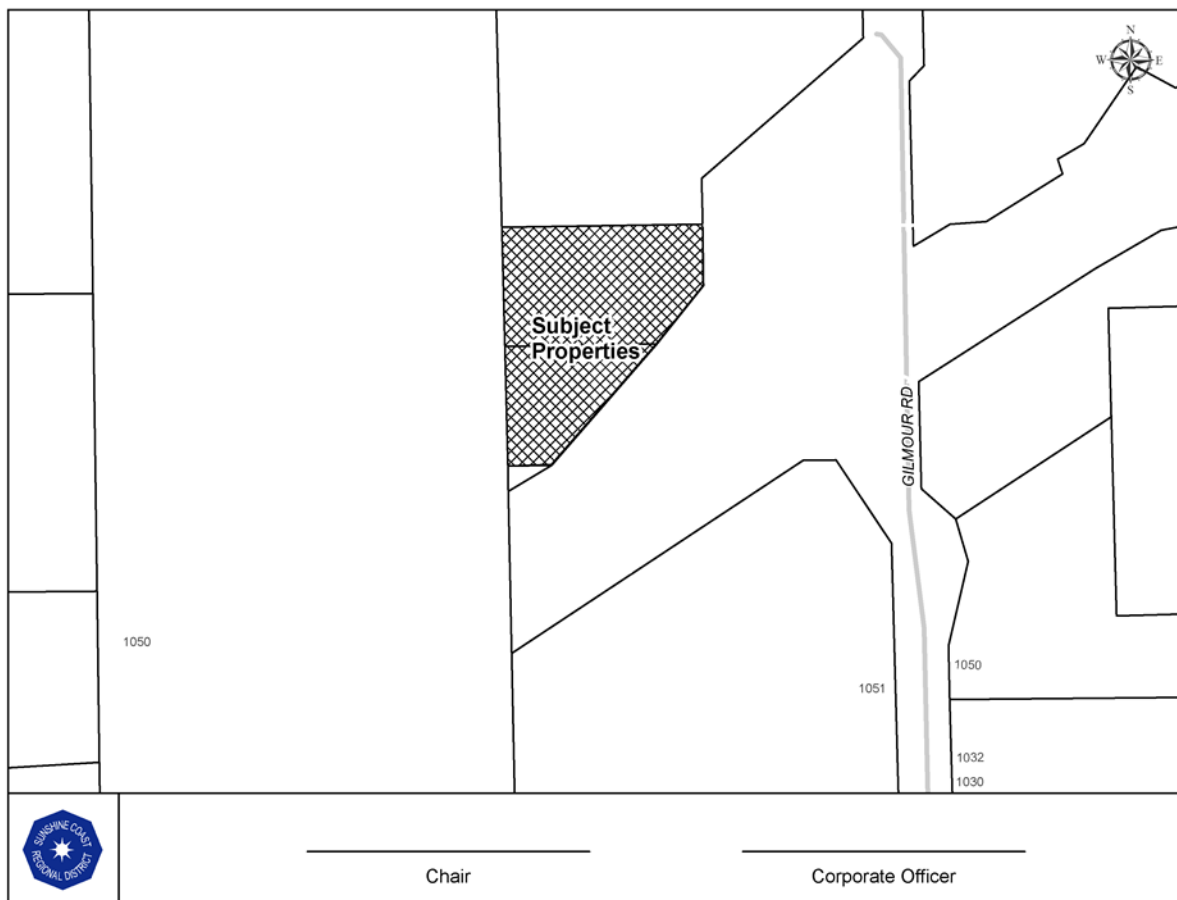 N
W E
S
Subject
Properties
GILMOUR RD
1050
1050
1051
1032
1030
SUNSHINE COAST
REGIONAL DISTRICT
Chair
Corporate Officer